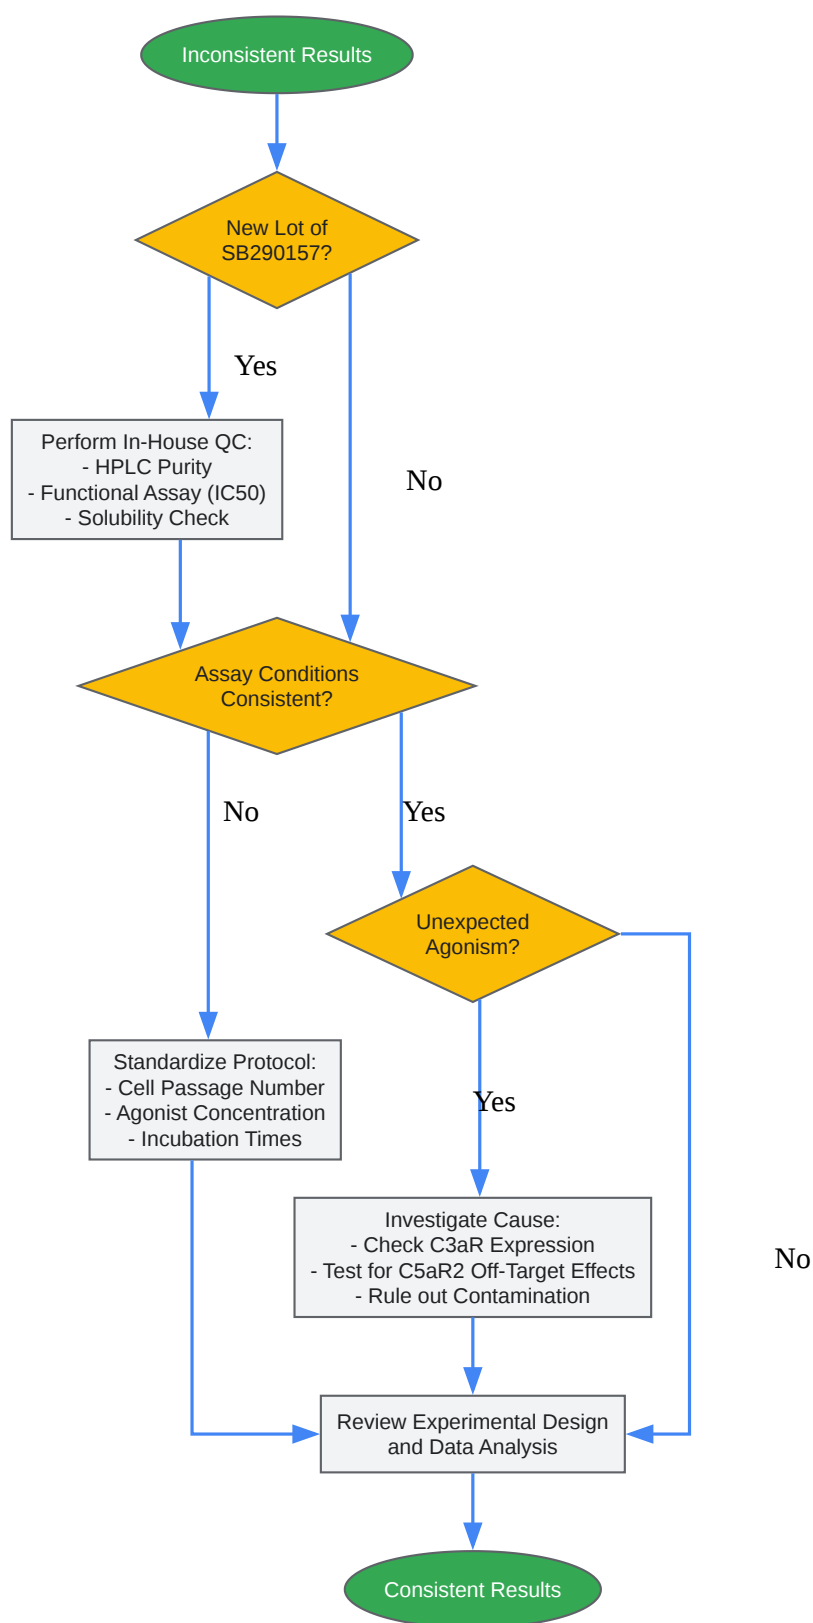 Inconsistent Results
New Lot of
SB290157?
Yes
Perform In-House QC:
- HPLC Purity
- Functional Assay (IC50)
- Solubility Check
No
Assay Conditions
Consistent?
No
Yes
Unexpected
Agonism?
Standardize Protocol:
- Cell Passage Number
- Agonist Concentration
- Incubation Times
Yes
Investigate Cause:
- Check C3aR Expression
- Test for C5aR2 Off-Target Effects
- Rule out Contamination
No
Review Experimental Design
and Data Analysis
Consistent Results